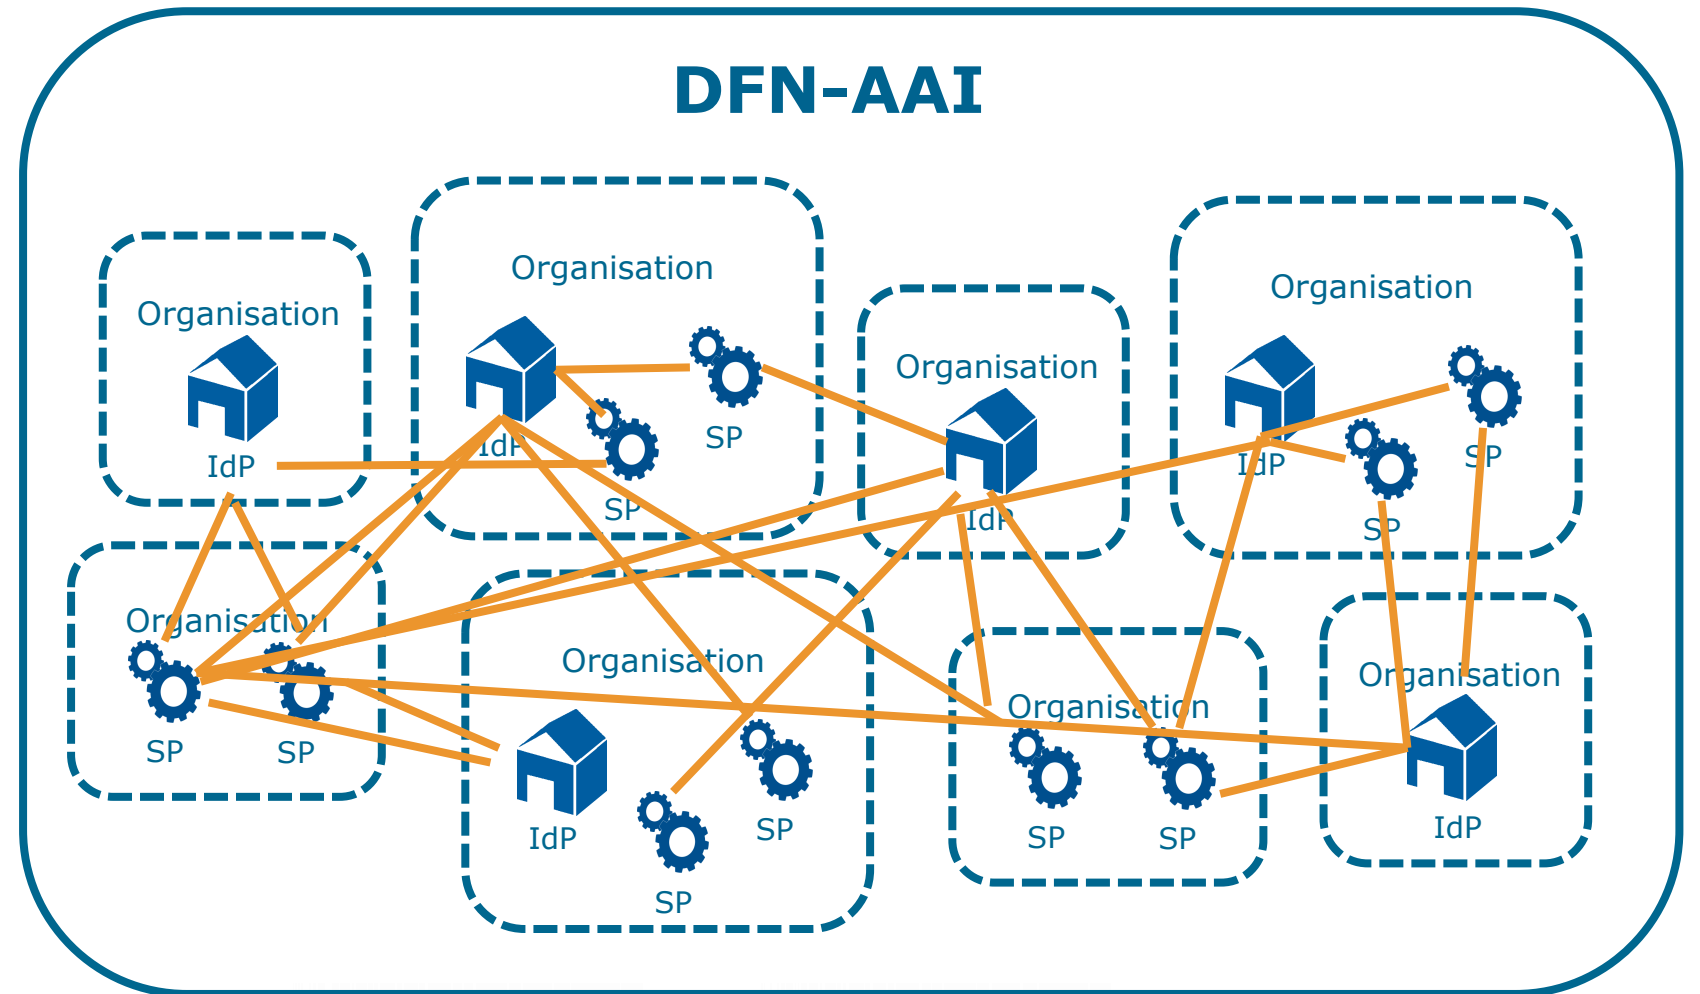 DFN-AAI
Organisation
IdP
Organisation
IdP
SP
SP
Organisation
IdP
Organisation
IdP
SP
SP
Organisation
SP
SP
Organisation
IdP
SP
SP
Organisation
SP
SP
Organisation
IdP